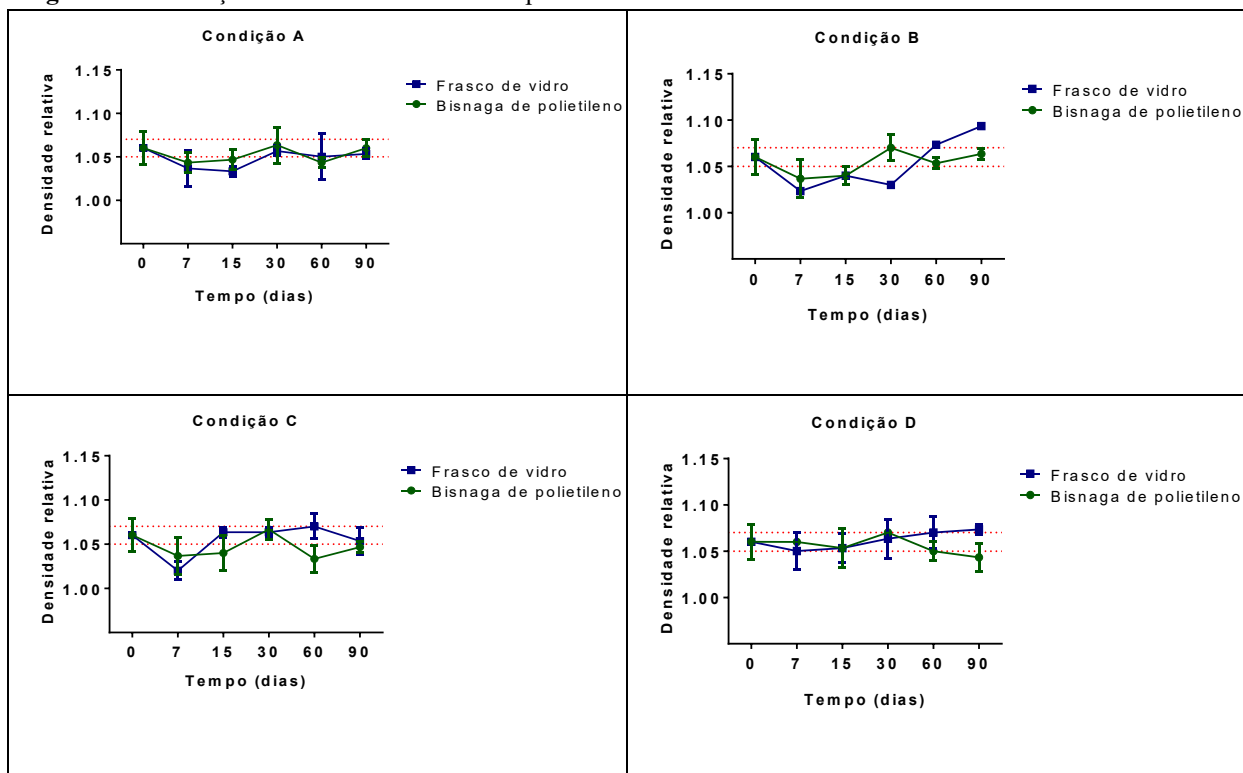 Condição A
Densidade relativa
1.15
1.10
1.05
1.00
0 7 15 30 60 90
Tempo (dias)
Frasco de vidro
Bisnaga de polietileno
Condição B
Densidade relativa
1.15
1.10
1.05
1.00
0 7 15 30 60 90
Tempo (dias)
Frasco de vidro
Bisnaga de polietileno
Condição C
Densidade relativa
1.15
1.10
1.05
1.00
0 7 15 30 60 90
Tempo (dias)
Frasco de vidro
Bisnaga de polietileno
Condição D
Densidade relativa
1.15
1.10
1.05
1.00
0 7 15 30 60 90
Tempo (dias)
Frasco de vidro
Bisnaga de polietileno